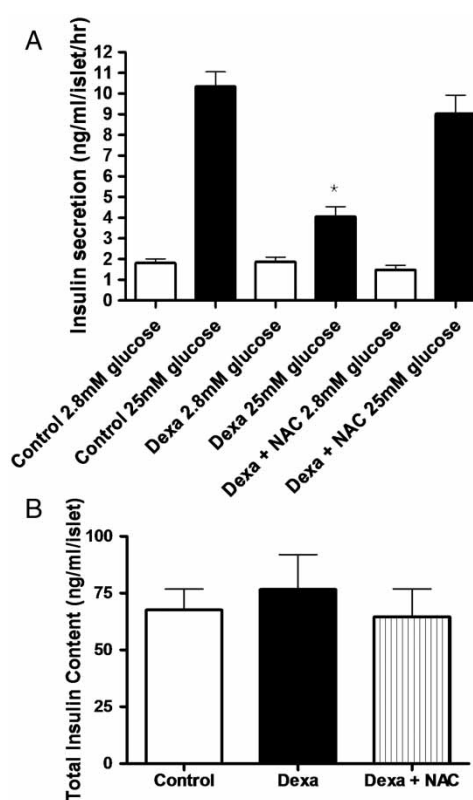 A
Insulin secretion (ng/ml/islet/hr)
12
11
10
9
8
7
6
5
4
3
2
1
0
*
Control 2.8mM glucose
Control 25mM glucose
Dexa 2.8mM glucose
Dexa 25mM glucose
Dexa + NAC 2.8mM glucose
Dexa + NAC 25mM glucose
B
Total Insulin Content (ng/ml/islet)
100
75
50
25
0
Control
Dexa
Dexa + NAC